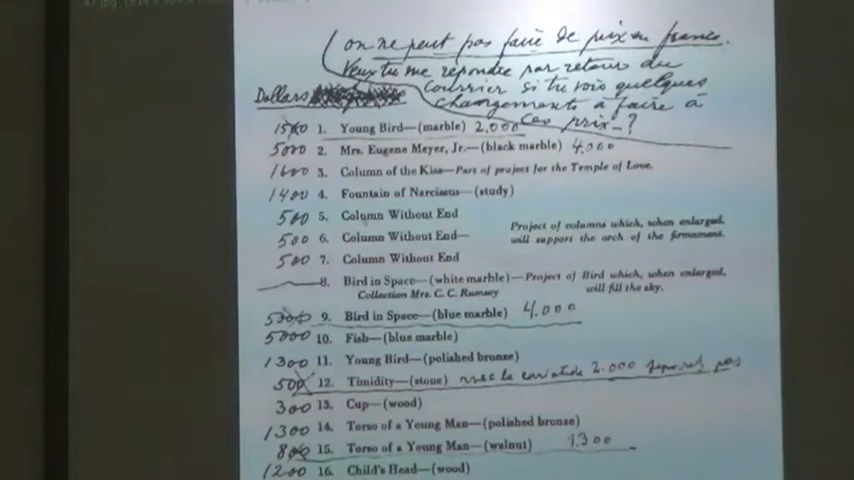 on ne peut pas faire de prix en francs.
Veux tu me répondre par retour du
courrier si tu vois quelques
changements à faire à
ces prix_?
Dollars
1500 1. Young Bird—(marble) 2,000
5000 2. Mrs. Eugene Meyer, Jr.—(black marble) 4,000
1600 3. Column of the Kiss—Part of project for the Temple of Love.
1400 4. Fountain of Narcissus—(study)
500 5. Column Without End
500 6. Column Without End—
500 7. Column Without End
Project of columns which, when enlarged,
will support the arch of the firmament.
8. Bird in Space—(white marble)—Project of Bird which, when enlarged,
will fill the sky.
Collection Mrs. C. C. Rumsey
5000 9. Bird in Space—(blue marble) 4.000
5000 10. Fish—(blue marble)
1300 11. Young Bird—(polished bronze)
500 12. Timidity—(stone) avec la cariatide 2.000 pas
300 13. Cup—(wood)
1300 14. Torso of a Young Man—(polished bronze)
800 15. Torso of a Young Man—(walnut) 1300
1200 16. Child's Head—(wood)